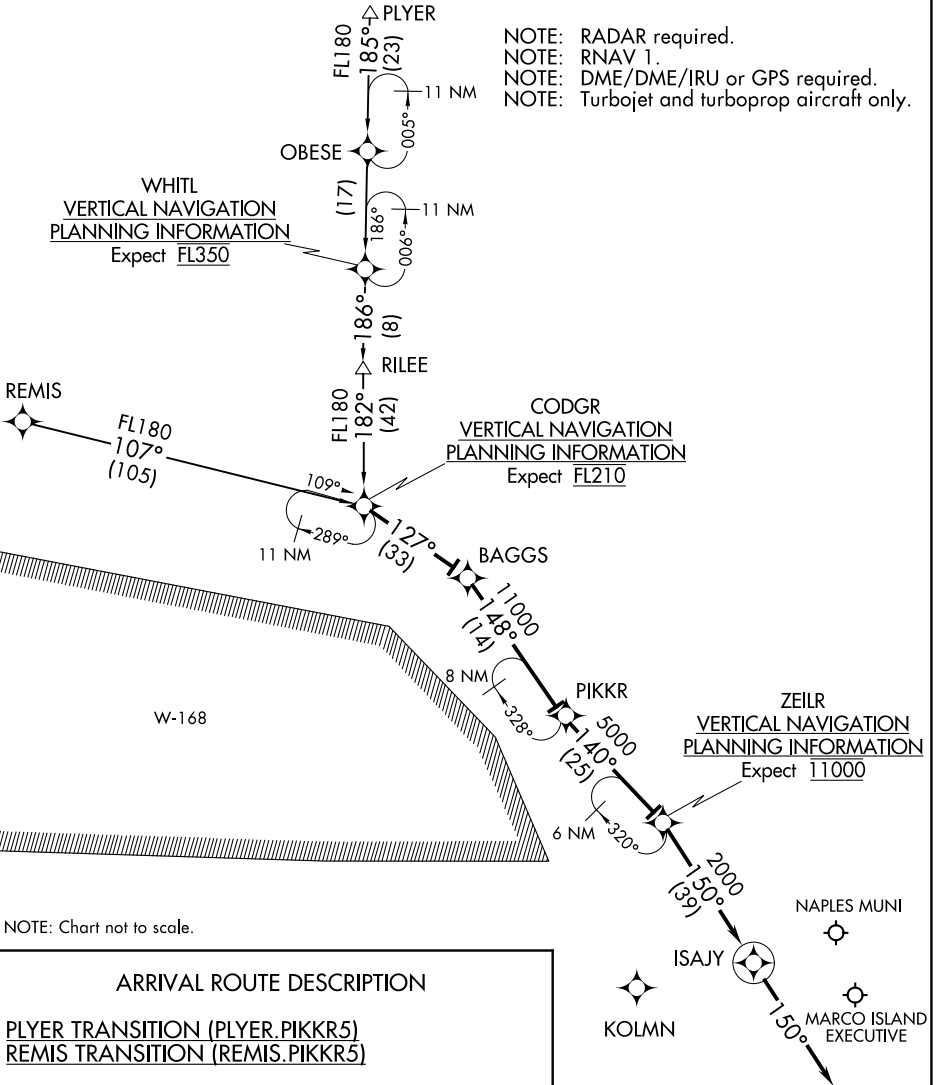 PLYER
NOTE: RADAR required.
NOTE: RNAV 1.
NOTE: DME/DME/IRU or GPS required.
NOTE: Turbojet and turboprop aircraft only.
FL180
185°
(23)
11 NM
005°
OBESE
(17)
WHITL
VERTICAL NAVIGATION
PLANNING INFORMATION
Expect FL350
186°
11 NM
006°
186°
(8)
RILEE
REMIS
FL180
107°
(105)
FL180
182°
(42)
CODGR
VERTICAL NAVIGATION
PLANNING INFORMATION
Expect FL210
109°
289°
11 NM
127°
(33)
BAGGS
11000
148°
(14)
8 NM
328°
PIKKR
W-168
5000
140°
(25)
ZEILR
VERTICAL NAVIGATION
PLANNING INFORMATION
Expect 11000
6 NM
320°
2000
150°
(39)
NAPLES MUNI
NOTE: Chart not to scale.
ISAJY
KOLMN
150°
MARCO ISLAND
EXECUTIVE
ARRIVAL ROUTE DESCRIPTION
PLYER TRANSITION (PLYER.PIKKR5)
REMIS TRANSITION (REMIS.PIKKR5)